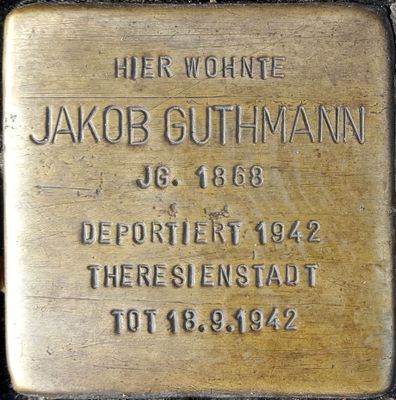 HIER WOHNTE
JAKOB GUTHMANN
JG. 1868
DEPORTIERT 1942
THERESIENSTADT
TOT 18.9.1942